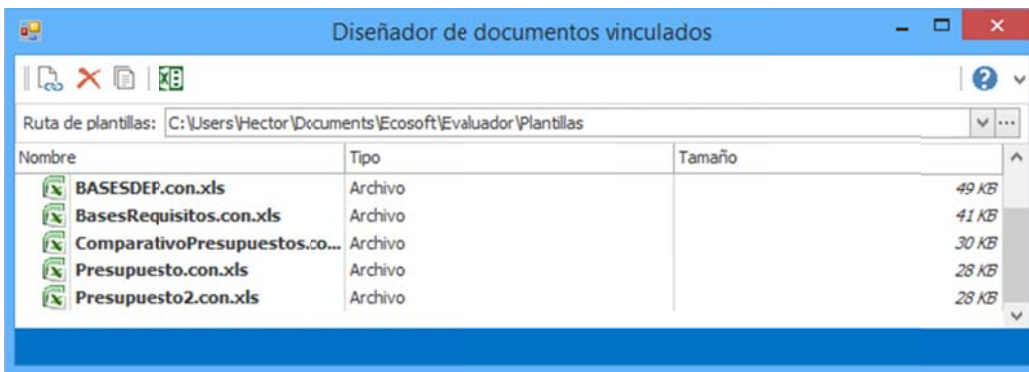 Diseñador de documentos vinculados
Ruta de plantillas: C:\Users\Hector\Documents\Ecosoft\Evaluador\Plantillas
Nombre Tipo Tamaño
BASESDEP.con.xls Archivo 49 KB
BasesRequisitos.con.xls Archivo 41 KB
ComparativoPresupuestos.co... Archivo 30 KB
Presupuesto.con.xls Archivo 28 KB
Presupuesto2.con.xls Archivo 28 KB